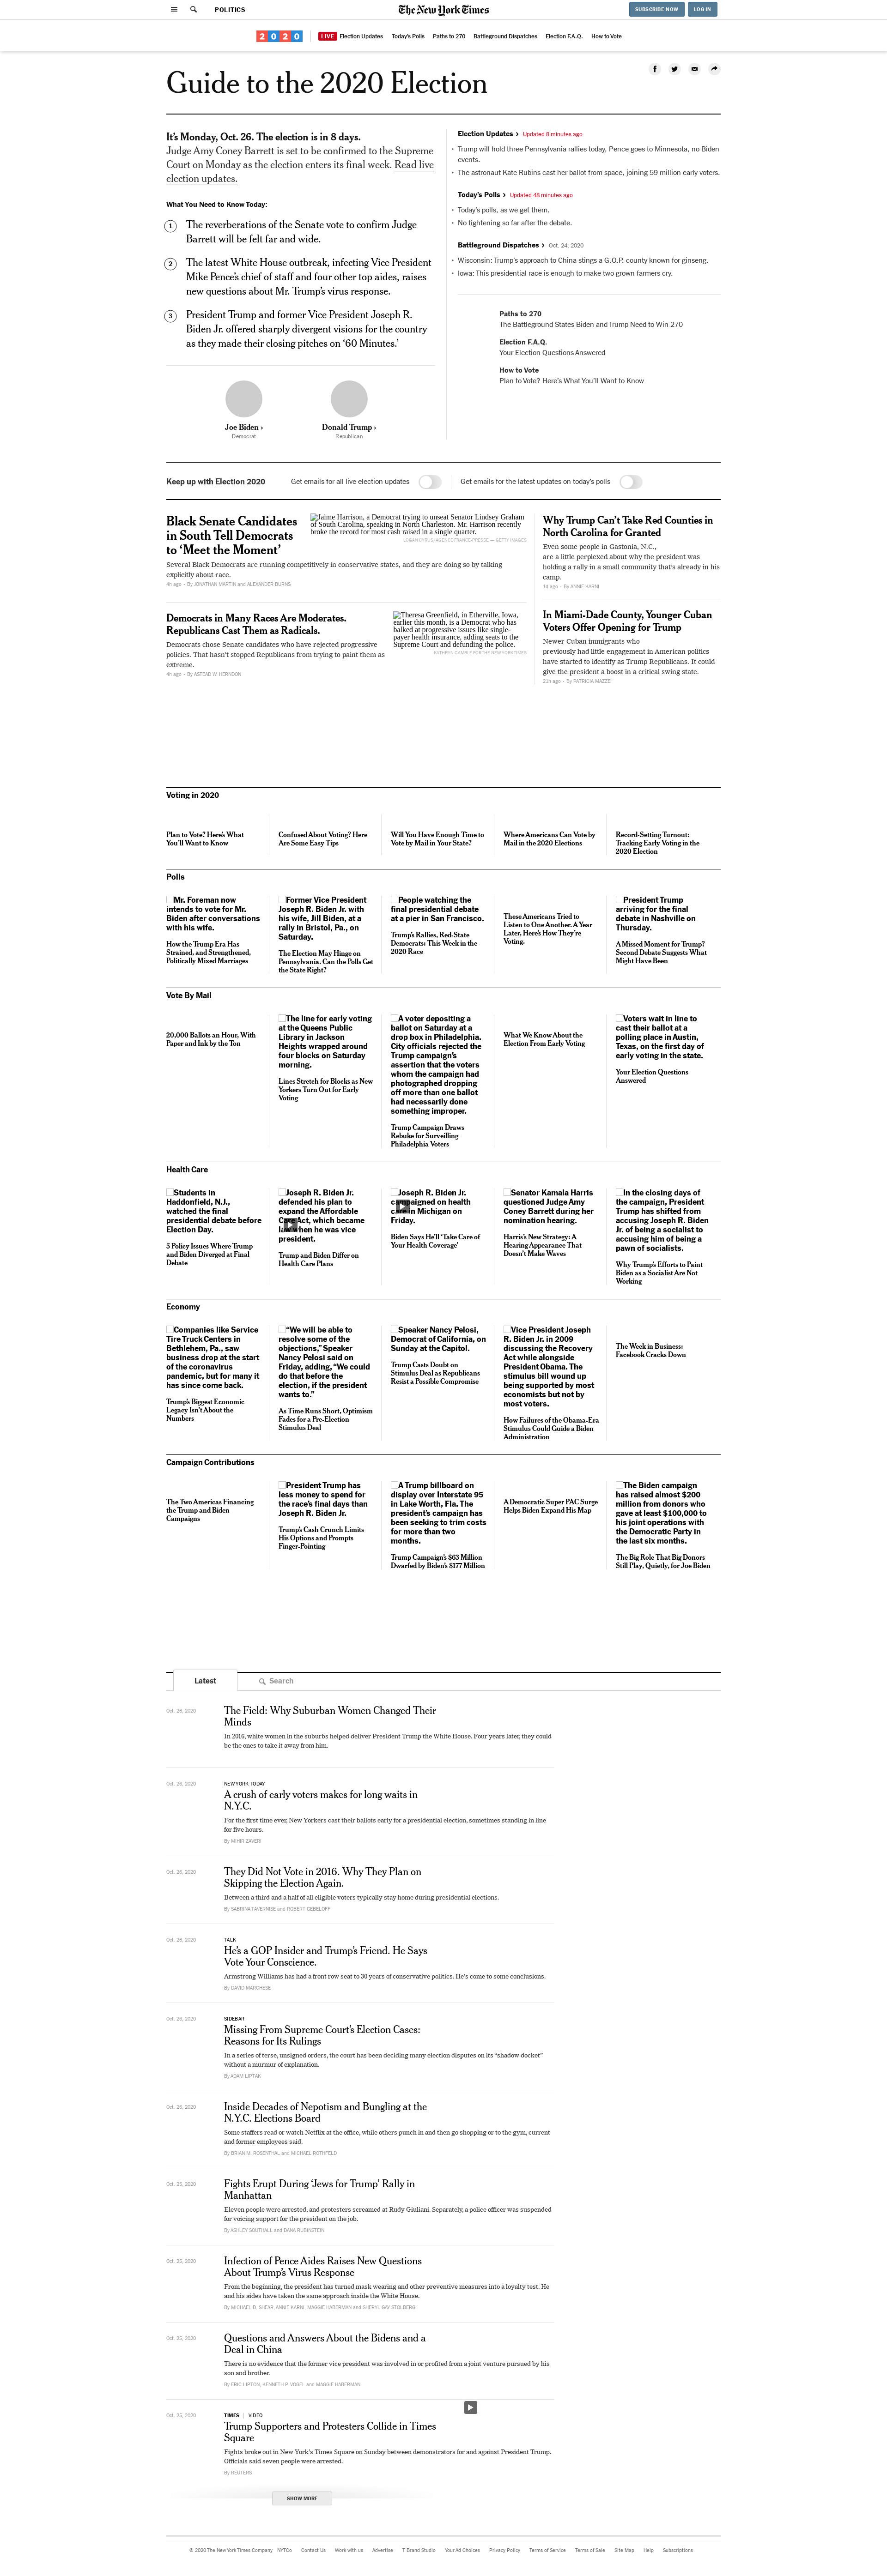 POLITICS
The New York Times
SUBSCRIBE NOW
LOG IN
2020
LIVE Election Updates
Today's Polls
Paths to 270
Battleground Dispatches
Election F.A.Q.
How to Vote
Guide to the 2020 Election
It's Monday, Oct. 26. The election is in 8 days.
Judge Amy Coney Barrett is set to be confirmed to the Supreme
Court on Monday as the election enters its final week. Read live
election updates.
What You Need to Know Today:
1 The reverberations of the Senate vote to confirm Judge
Barrett will be felt far and wide.
2 The latest White House outbreak, infecting Vice President
Mike Pence's chief of staff and four other top aides, raises
new questions about Mr. Trump's virus response.
3 President Trump and former Vice President Joseph R.
Biden Jr. offered sharply divergent visions for the country
as they made their closing pitches on '60 Minutes.'
Joe Biden ›
Democrat
Donald Trump ›
Republican
Election Updates › Updated 8 minutes ago
• Trump will hold three Pennsylvania rallies today, Pence goes to Minnesota, no Biden
events.
• The astronaut Kate Rubins cast her ballot from space, joining 59 million early voters.
Today's Polls › Updated 48 minutes ago
• Today's polls, as we get them.
• No tightening so far after the debate.
Battleground Dispatches › Oct. 24, 2020
• Wisconsin: Trump's approach to China stings a G.O.P. county known for ginseng.
• Iowa: This presidential race is enough to make two grown farmers cry.
Paths to 270
The Battleground States Biden and Trump Need to Win 270
Election F.A.Q.
Your Election Questions Answered
How to Vote
Plan to Vote? Here's What You'll Want to Know
Keep up with Election 2020
Get emails for all live election updates
Get emails for the latest updates on today's polls
Black Senate Candidates
in South Tell Democrats
to 'Meet the Moment'
Jaime Harrison, a Democrat trying to unseat Senator Lindsey Graham
of South Carolina, speaking in North Charleston. Mr. Harrison recently
broke the record for most cash raised in a single quarter.
LOGAN CYRUS/AGENCE FRANCE-PRESSE — GETTY IMAGES
Several Black Democrats are running competitively in conservative states, and they are doing so by talking
explicitly about race.
4h ago • By JONATHAN MARTIN and ALEXANDER BURNS
Democrats in Many Races Are Moderates.
Republicans Cast Them as Radicals.
Democrats chose Senate candidates who have rejected progressive
policies. That hasn't stopped Republicans from trying to paint them as
extreme.
4h ago • By ASTEAD W. HERNDON
Theresa Greenfield, in Etherville, Iowa,
earlier this month, is a Democrat who has
balked at progressive issues like single-
payer health insurance, adding seats to the
Supreme Court and defunding the police.
KATHRYN GAMBLE FOR THE NEW YORK TIMES
Why Trump Can't Take Red Counties in
North Carolina for Granted
Even some people in Gastonia, N.C.,
are a little perplexed about why the president was
holding a rally in a small community that's already in his
camp.
1d ago • By ANNIE KARNI
In Miami-Dade County, Younger Cuban
Voters Offer Opening for Trump
Newer Cuban immigrants who
previously had little engagement in American politics
have started to identify as Trump Republicans. It could
give the president a boost in a critical swing state.
21h ago • By PATRICIA MAZZEI
Voting in 2020
Plan to Vote? Here's What
You'll Want to Know
Confused About Voting? Here
Are Some Easy Tips
Will You Have Enough Time to
Vote by Mail in Your State?
Where Americans Can Vote by
Mail in the 2020 Elections
Record-Setting Turnout:
Tracking Early Voting in the
2020 Election
Polls
Mr. Foreman now
intends to vote for Mr.
Biden after conversations
with his wife.
How the Trump Era Has
Strained, and Strengthened,
Politically Mixed Marriages
Former Vice President
Joseph R. Biden Jr. with
his wife, Jill Biden, at a
rally in Bristol, Pa., on
Saturday.
The Election May Hinge on
Pennsylvania. Can the Polls Get
the State Right?
People watching the
final presidential debate
at a pier in San Francisco.
Trump's Rallies, Red-State
Democrats: This Week in the
2020 Race
These Americans Tried to
Listen to One Another. A Year
Later, Here's How They're
Voting.
President Trump
arriving for the final
debate in Nashville on
Thursday.
A Missed Moment for Trump?
Second Debate Suggests What
Might Have Been
Vote By Mail
20,000 Ballots an Hour, With
Paper and Ink by the Ton
The line for early voting
at the Queens Public
Library in Jackson
Heights wrapped around
four blocks on Saturday
morning.
Lines Stretch for Blocks as New
Yorkers Turn Out for Early
Voting
A voter depositing a
ballot on Saturday at a
drop box in Philadelphia.
City officials rejected the
Trump campaign's
assertion that the voters
whom the campaign had
photographed dropping
off more than one ballot
had necessarily done
something improper.
Trump Campaign Draws
Rebuke for Surveilling
Philadelphia Voters
What We Know About the
Election From Early Voting
Voters wait in line to
cast their ballot at a
polling place in Austin,
Texas, on the first day of
early voting in the state.
Your Election Questions
Answered
Health Care
Students in
Haddonfield, N.J.,
watched the final
presidential debate before
Election Day.
5 Policy Issues Where Trump
and Biden Diverged at Final
Debate
Joseph R. Biden Jr.
defended his plan to
expand the Affordable
Act, which became
when he was vice
president.
Trump and Biden Differ on
Health Care Plans
Joseph R. Biden Jr.
on health
in Michigan on
Friday.
Biden Says He'll 'Take Care of
Your Health Coverage'
Senator Kamala Harris
questioned Judge Amy
Coney Barrett during her
nomination hearing.
Harris's New Strategy: A
Hearing Appearance That
Doesn't Make Waves
In the closing days of
the campaign, President
Trump has shifted from
accusing Joseph R. Biden
Jr. of being a socialist to
accusing him of being a
pawn of socialists.
Why Trump's Efforts to Paint
Biden as a Socialist Are Not
Working
Economy
Companies like Service
Tire Truck Centers in
Bethlehem, Pa., saw
business drop at the start
of the coronavirus
pandemic, but for many it
has since come back.
Trump's Biggest Economic
Legacy Isn't About the
Numbers
"We will be able to
resolve some of the
objections," Speaker
Nancy Pelosi said on
Friday, adding, "We could
do that before the
election, if the president
wants to."
As Time Runs Short, Optimism
Fades for a Pre-Election
Stimulus Deal
Speaker Nancy Pelosi,
Democrat of California, on
Sunday at the Capitol.
Trump Casts Doubt on
Stimulus Deal as Republicans
Resist a Possible Compromise
Vice President Joseph
R. Biden Jr. in 2009
discussing the Recovery
Act while alongside
President Obama. The
stimulus bill wound up
being supported by most
economists but not by
most voters.
How Failures of the Obama-Era
Stimulus Could Guide a Biden
Administration
The Week in Business:
Facebook Cracks Down
Campaign Contributions
The Two Americas Financing
the Trump and Biden
Campaigns
President Trump has
less money to spend for
the race's final days than
Joseph R. Biden Jr.
Trump's Cash Crunch Limits
His Options and Prompts
Finger-Pointing
A Trump billboard on
display over Interstate 95
in Lake Worth, Fla. The
president's campaign has
been seeking to trim costs
for more than two
months.
Trump Campaign's $63 Million
Dwarfed by Biden's $177 Million
A Democratic Super PAC Surge
Helps Biden Expand His Map
The Biden campaign
has raised almost $200
million from donors who
gave at least $100,000 to
his joint operations with
the Democratic Party in
the last six months.
The Big Role That Big Donors
Still Play, Quietly, for Joe Biden
Latest
Search
Oct. 26, 2020
The Field: Why Suburban Women Changed Their
Minds
In 2016, white women in the suburbs helped deliver President Trump the White House. Four years later, they could
be the ones to take it away from him.
Oct. 26, 2020
NEW YORK TODAY
A crush of early voters makes for long waits in
N.Y.C.
For the first time ever, New Yorkers cast their ballots early for a presidential election, sometimes standing in line
for five hours.
By MIHIR ZAVERI
Oct. 26, 2020
They Did Not Vote in 2016. Why They Plan on
Skipping the Election Again.
Between a third and a half of all eligible voters typically stay home during presidential elections.
By SABRINA TAVERNISE and ROBERT GEBELOFF
Oct. 26, 2020
TALK
He's a GOP Insider and Trump's Friend. He Says
Vote Your Conscience.
Armstrong Williams has had a front row seat to 30 years of conservative politics. He's come to some conclusions.
By DAVID MARCHESE
Oct. 26, 2020
SIDEBAR
Missing From Supreme Court's Election Cases:
Reasons for Its Rulings
In a series of terse, unsigned orders, the court has been deciding many election disputes on its "shadow docket"
without a murmur of explanation.
By ADAM LIPTAK
Oct. 26, 2020
Inside Decades of Nepotism and Bungling at the
N.Y.C. Elections Board
Some staffers read or watch Netflix at the office, while others punch in and then go shopping or to the gym, current
and former employees said.
By BRIAN M. ROSENTHAL and MICHAEL ROTHFELD
Oct. 25, 2020
Fights Erupt During 'Jews for Trump' Rally in
Manhattan
Eleven people were arrested, and protesters screamed at Rudy Giuliani. Separately, a police officer was suspended
for voicing support for the president on the job.
By ASHLEY SOUTHALL and DANA RUBINSTEIN
Oct. 25, 2020
Infection of Pence Aides Raises New Questions
About Trump's Virus Response
From the beginning, the president has turned mask wearing and other preventive measures into a loyalty test. He
and his aides have taken the same approach inside the White House.
By MICHAEL D. SHEAR, ANNIE KARNI, MAGGIE HABERMAN and SHERYL GAY STOLBERG
Oct. 25, 2020
Questions and Answers About the Bidens and a
Deal in China
There is no evidence that the former vice president was involved in or profited from a joint venture pursued by his
son and brother.
By ERIC LIPTON, KENNETH P. VOGEL and MAGGIE HABERMAN
Oct. 25, 2020
TIMES | VIDEO
Trump Supporters and Protesters Collide in Times
Square
Fights broke out in New York's Times Square on Sunday between demonstrators for and against President Trump.
Officials said seven people were arrested.
By REUTERS
SHOW MORE
© 2020 The New York Times Company
NYTCo
Contact Us
Work with us
Advertise
T Brand Studio
Your Ad Choices
Privacy Policy
Terms of Service
Terms of Sale
Site Map
Help
Subscriptions